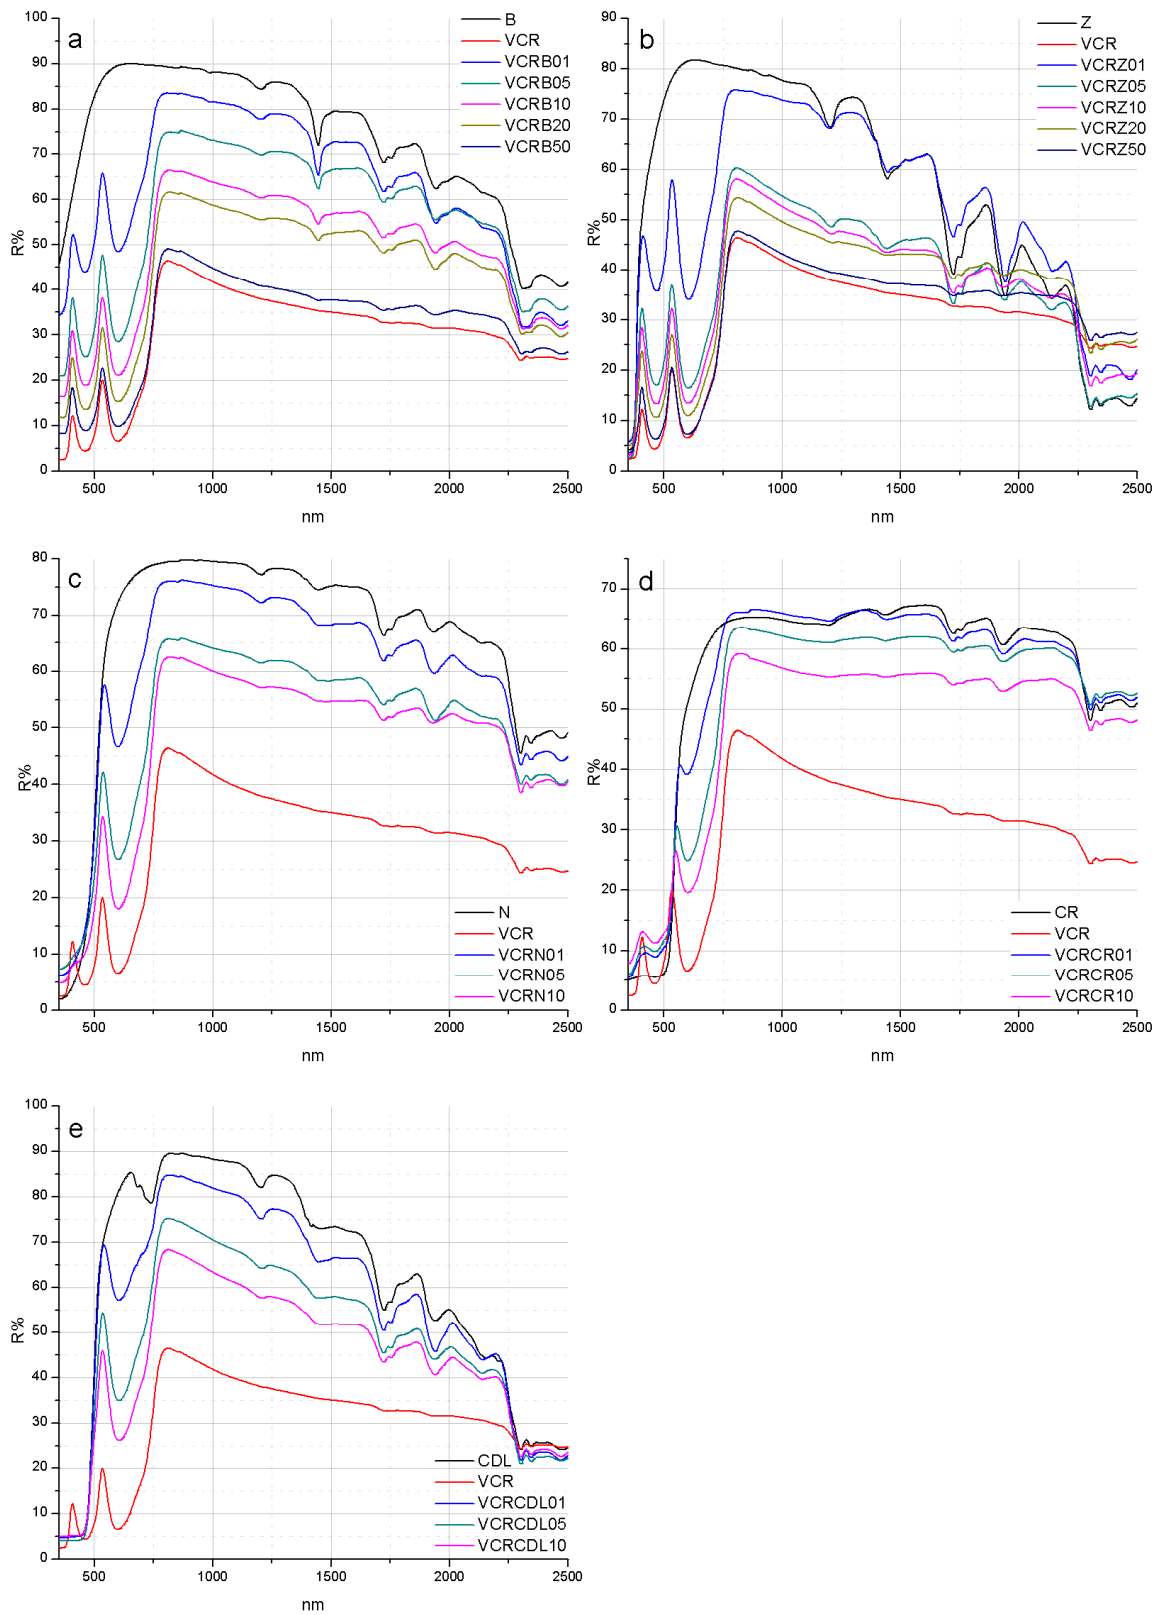 a
B
VCR
VCRB01
VCRB05
VCRB10
VCRB20
VCRB50
100
90
80
70
60
50
40
30
20
10
0
R%
500 1000 1500 2000 2500
nm
b
Z
VCR
VCRZ01
VCRZ05
VCRZ10
VCRZ20
VCRZ50
90
80
70
60
50
40
30
20
10
0
R%
500 1000 1500 2000 2500
nm
c
N
VCR
VCRN01
VCRN05
VCRN10
80
70
60
50
40
30
20
10
0
R%
500 1000 1500 2000 2500
nm
d
CR
VCR
VCRCR01
VCRCR05
VCRCR10
70
60
50
40
30
20
10
0
R%
500 1000 1500 2000 2500
nm
e
CDL
VCR
VCRCDL01
VCRCDL05
VCRCDL10
100
90
80
70
60
50
40
30
20
10
0
R%
500 1000 1500 2000 2500
nm